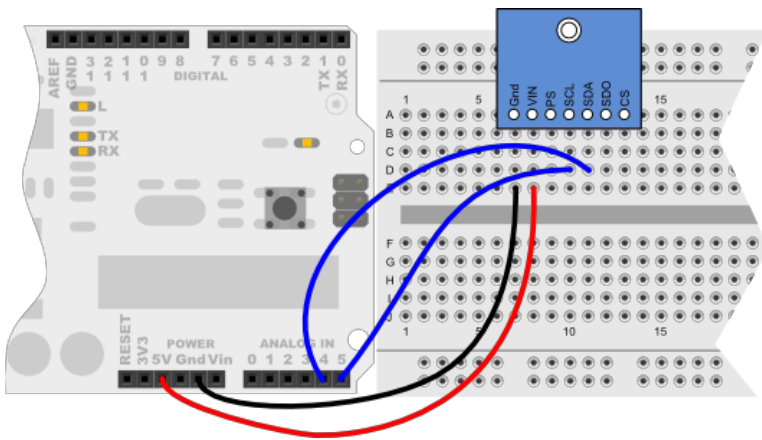 AREF
GND
13
12
11
10
9
8
7
6
5
4
3
2
TX 1
RX 0
DIGITAL
L
TX
RX
RESET
3V3
5V
Gnd
Vin
POWER
ANALOG IN
0 1 2 3 4 5
Gnd
VIN
PS
SCL
SDA
SDO
CS
1 5 15
A
B
C
D
E
F
G
H
I
J
1 5 10 15